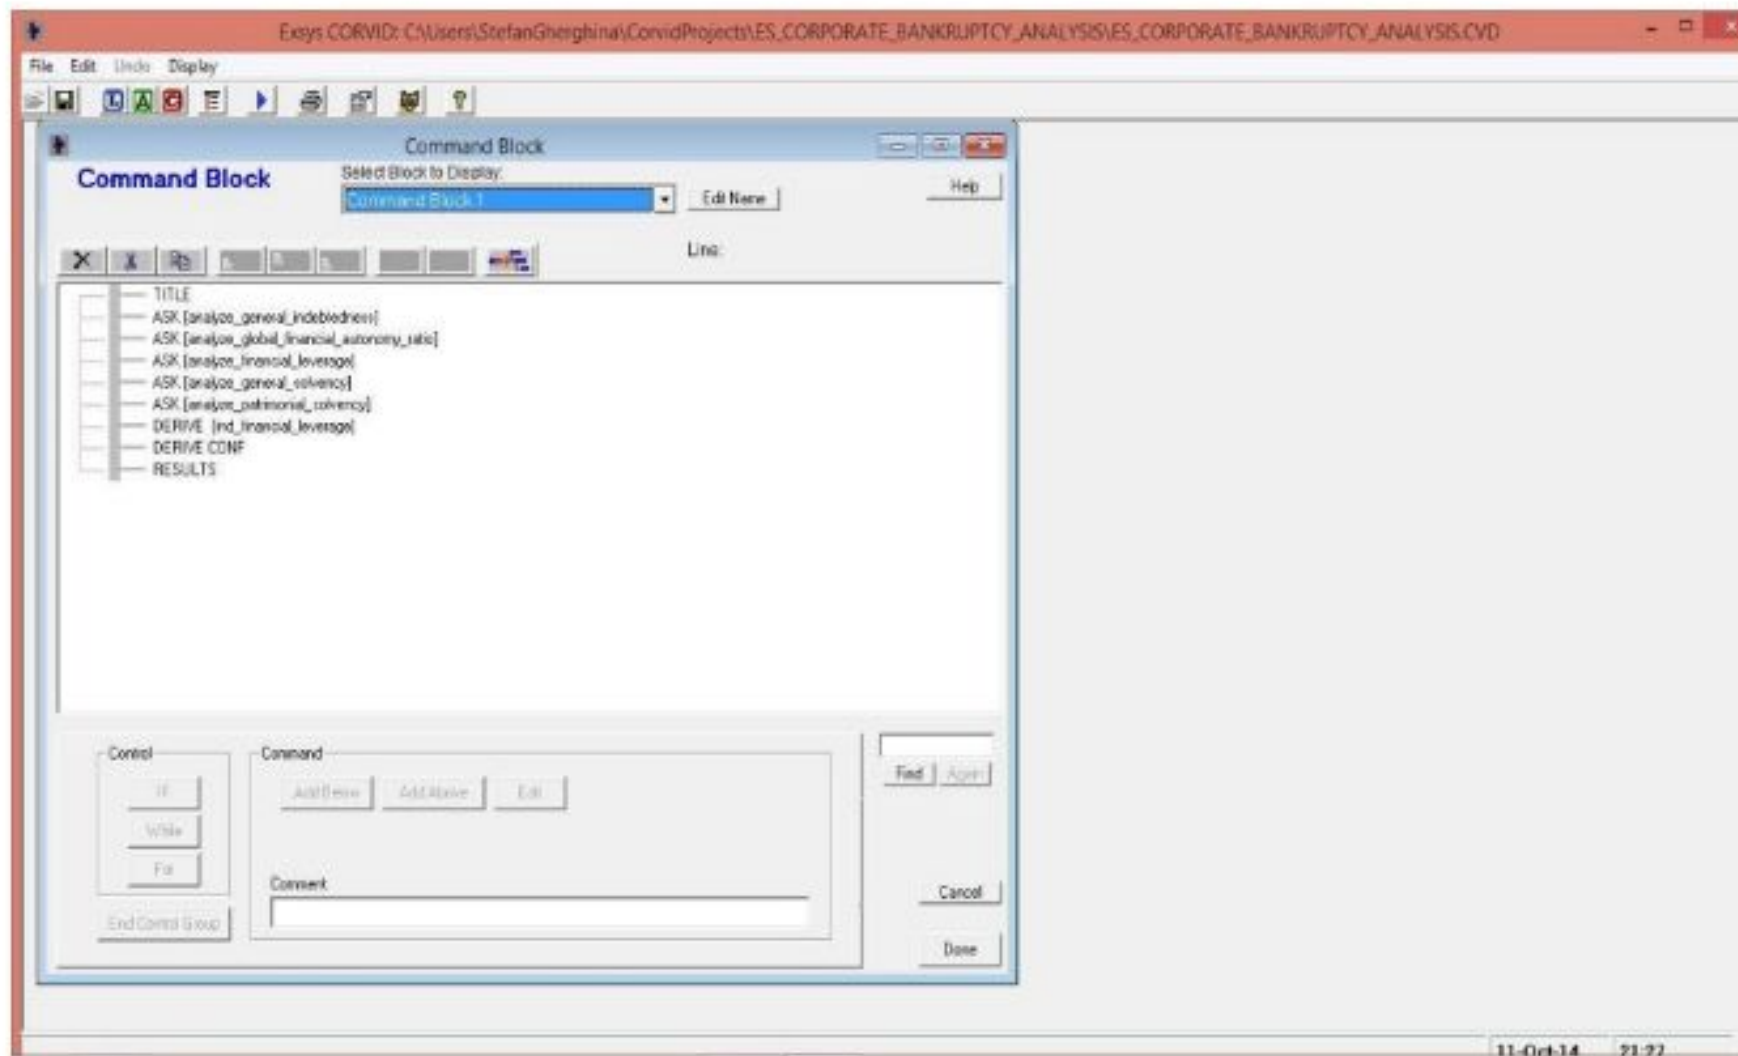 Exsys CORVID: C:\Users\StefanGherghina\CorvidProjects\ES_CORPORATE_BANKRUPTCY_ANALYSIS\ES_CORPORATE_BANKRUPTCY_ANALYSIS.CVD
File Edit Undo Display
L A C ?
Command Block
Command Block
Select Block to Display:
Command Block 1
Edit Name
Help
Line:
TITLE
ASK [analyze_general_indebtedness]
ASK [analyze_global_financial_autonomy_ratio]
ASK [analyze_financial_leverage]
ASK [analyze_general_solvency]
ASK [analyze_patrimonial_solvency]
DERIVE [ind_financial_leverage]
DERIVE CONF
RESULTS
Control
Command
IF
Add Below Add Above Edit
Find Again
While
For
Comment
Cancel
End Control Group
Done
11-Oct-14 21:27